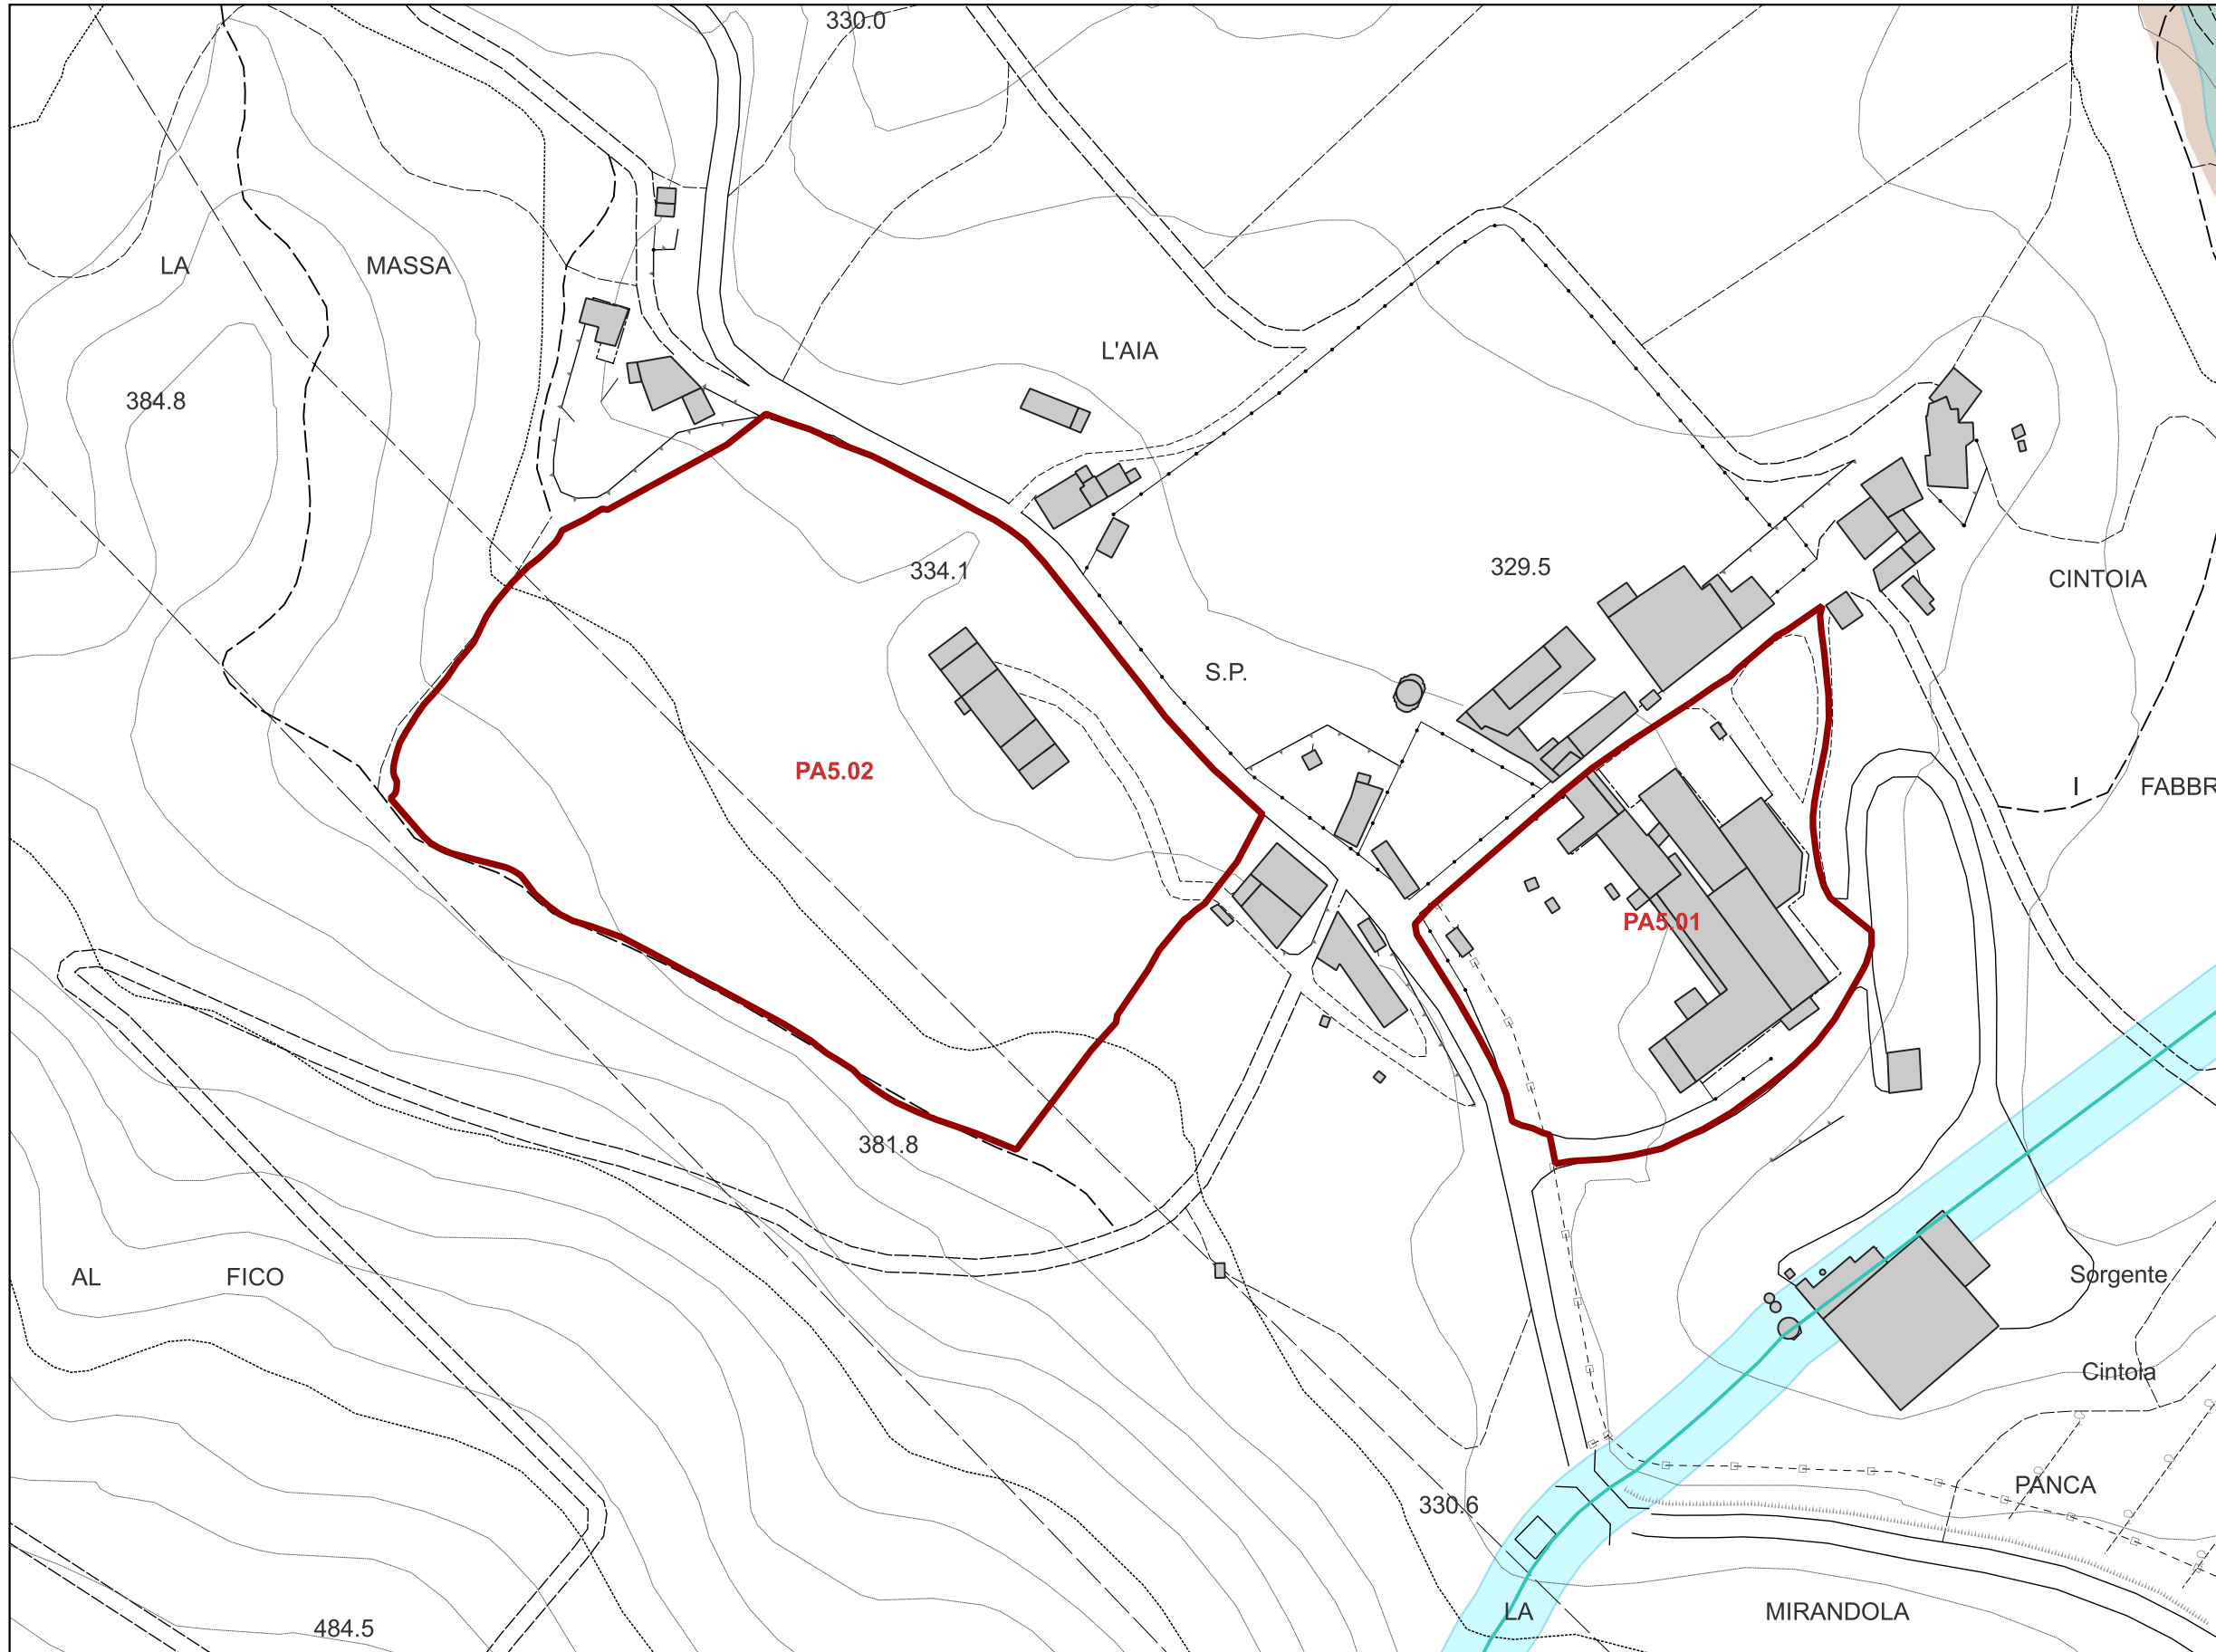 330.0
LA MASSA
L'AIA
384.8
334.1
329.5
CINTOIA
S.P.
PA5.02
I FABBR
PA5.01
381.8
AL FICO
Sorgente
Cintoia
PANCA
330.6
LA MIRANDOLA
484.5